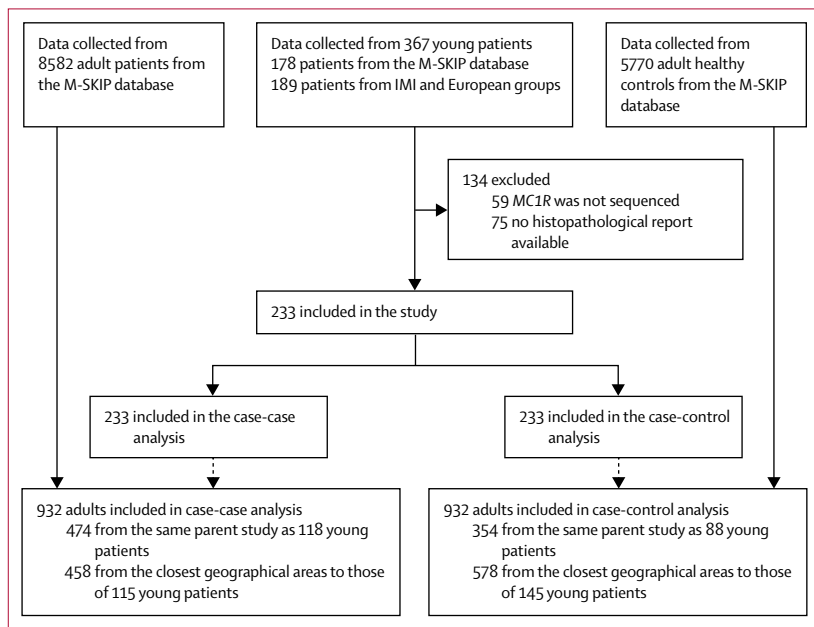 Data collected from
8582 adult patients from
the M-SKIP database
Data collected from 367 young patients
178 patients from the M-SKIP database
189 patients from IMI and European groups
Data collected from
5770 adult healthy
controls from the M-SKIP
database
134 excluded
59 MC1R was not sequenced
75 no histopathological report
available
233 included in the study
233 included in the case-case
analysis
233 included in the case-control
analysis
932 adults included in case-case analysis
474 from the same parent study as 118 young
patients
458 from the closest geographical areas to those
of 115 young patients
932 adults included in case-control analysis
354 from the same parent study as 88 young
patients
578 from the closest geographical areas to those
of 145 young patients